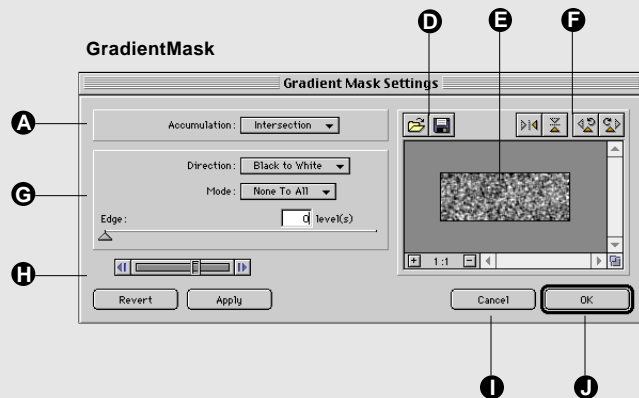 D E F
GradientMask
Gradient Mask Settings
A
Accumulation: Intersection
G
Direction: Black to White
Mode: None To All
Edge: 0 level(s)
H
1:1
Revert Apply Cancel OK
I J